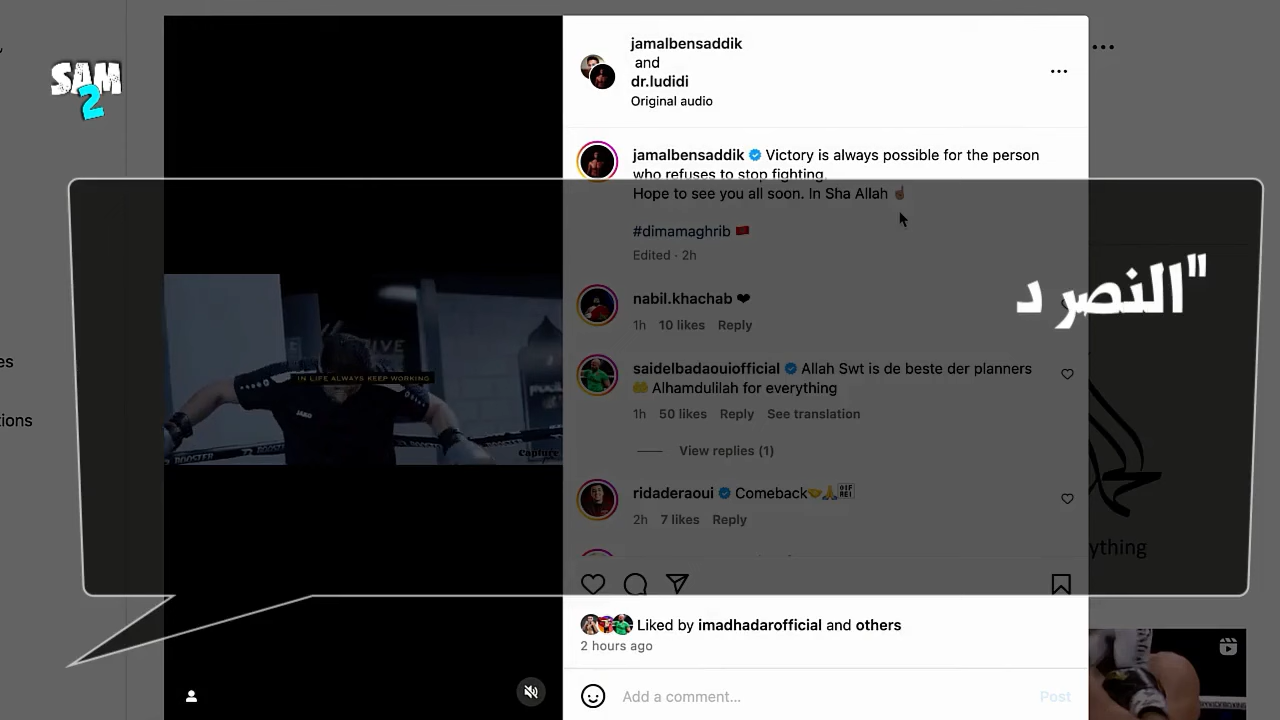 SAM
2
jamalbensaddik
and
dr.ludidi
Original audio
jamalbensaddik Victory is always possible for the person
who refuses to stop fighting.
Hope to see you all soon. In Sha Allah ☝🏽
#dimamaghrib 🇲🇦
Edited · 2h
"النصر د
nabil.khachab ❤
1h 10 likes Reply
saidelbadaouiofficial Allah Swt is de beste der planners
🤲 Alhamdulilah for everything
1h 50 likes Reply See translation
View replies (1)
ridaderaoui Comeback🤝🙏
2h 7 likes Reply
IN LIFE ALWAYS KEEP WORKING
JAKO
BOOSTER
Capture
es
tions
ything
Liked by imadhadarofficial and others
2 hours ago
Add a comment...
Post